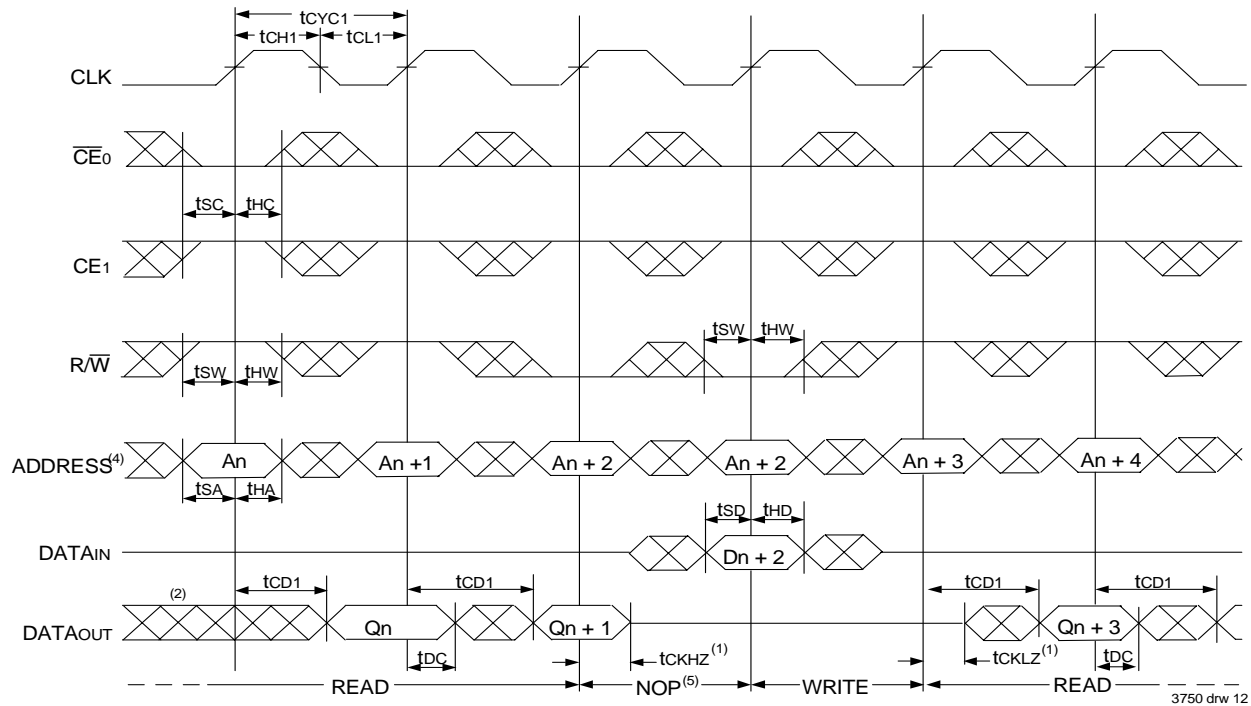 tCYC1
tCH1 tCL1
CLK
CE0
tSC tHC
CE1
tSW tHW
R/W
tSW tHW
ADDRESS(4) An An +1 An + 2 An + 2 An + 3 An + 4
tSA tHA
tSD tHD
DATAIN Dn + 2
tCD1 tCD1 tCD1 tCD1
(2)
DATAOUT Qn Qn + 1 Qn + 3
tDC tCKHZ(1) tCKLZ(1) tDC
READ NOP(5) WRITE READ
3750 drw 12